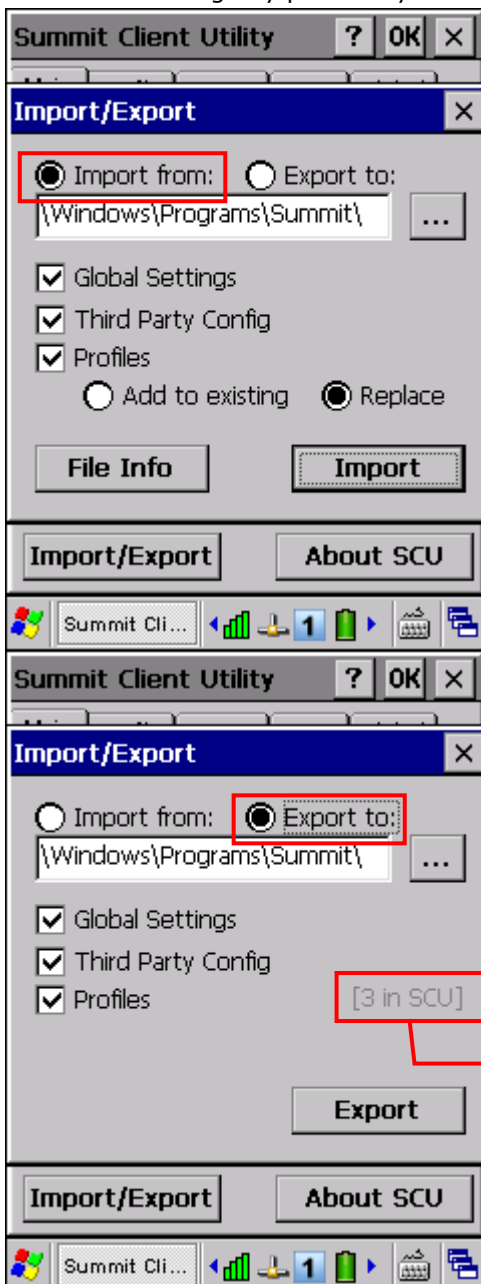 Summit Client Utility ? OK ×
Import/Export ×
Import from: Export to:
\Windows\Programs\Summit\ ...
Global Settings
Third Party Config
Profiles
Add to existing Replace
File Info Import
Import/Export About SCU
Summit Cli... 1
Summit Client Utility ? OK ×
Import/Export ×
Import from: Export to:
\Windows\Programs\Summit\ ...
Global Settings
Third Party Config
Profiles [3 in SCU]
Export
Import/Export About SCU
Summit Cli... 1